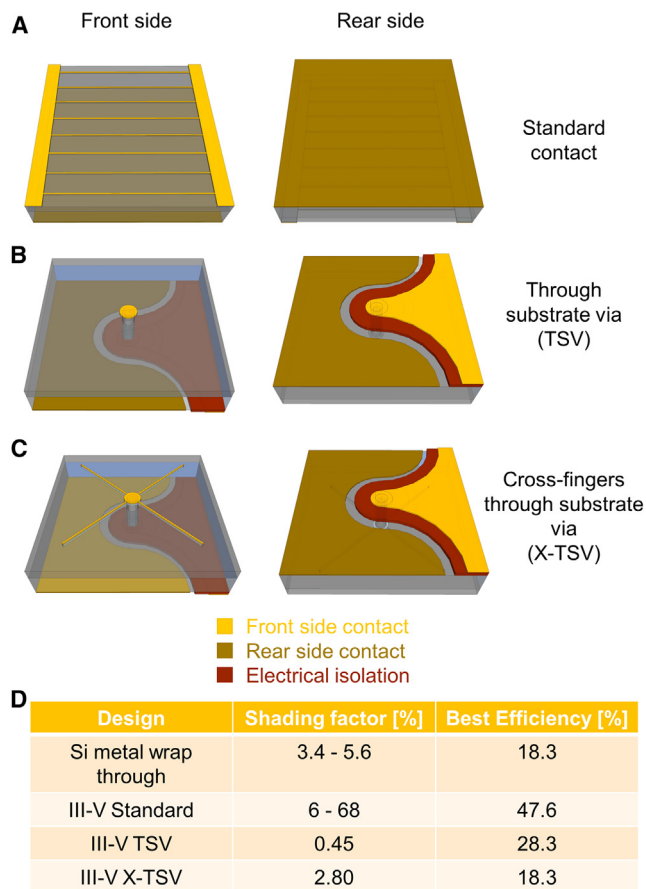 A
Front side
Rear side
Standard
contact
B
Through
substrate via
(TSV)
C
Cross-fingers
through substrate
via
(X-TSV)
Front side contact
Rear side contact
Electrical isolation
D
Design Shading factor [%] Best Efficiency [%]
Si metal wrap
through 3.4 - 5.6 18.3
III-V Standard 6 - 68 47.6
III-V TSV 0.45 28.3
III-V X-TSV 2.80 18.3